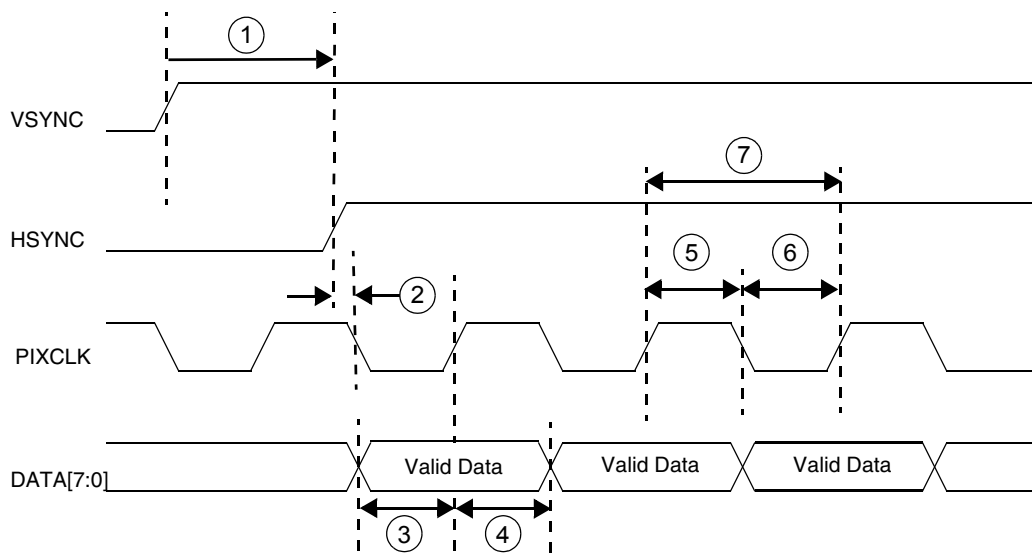 1
VSYNC
7
HSYNC
5
6
2
PIXCLK
DATA[7:0]
Valid Data
Valid Data
Valid Data
3
4